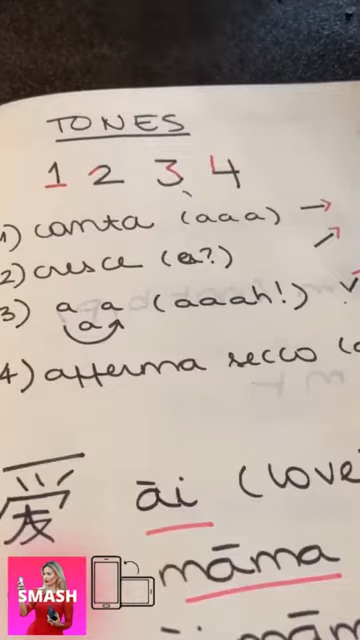 TONES
1 2 3 4
1) canta (aaa) →
2) cresce (a?) ↗
3) a a a (aaah!)
4) afferma secco (
爱 āi (love
māma
SMASH